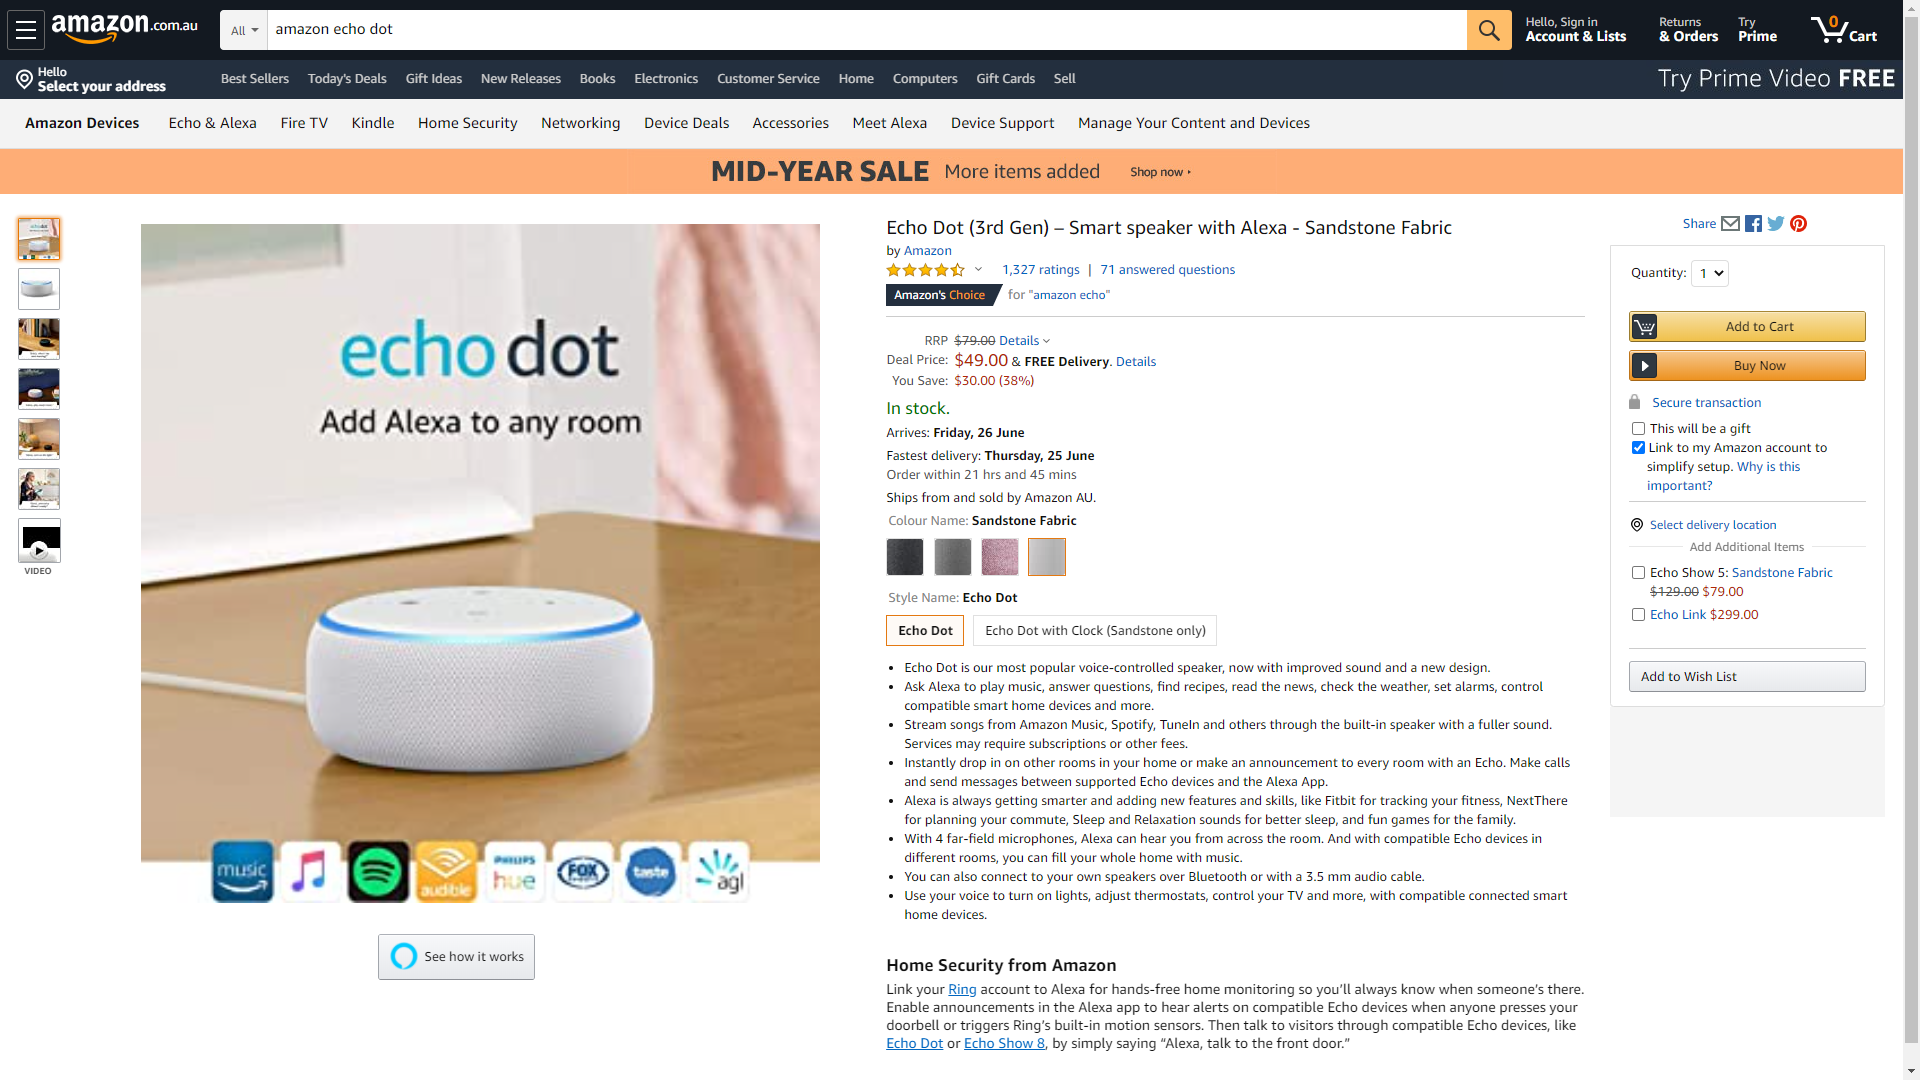 amazon.com.au
All
amazon echo dot
Hello, Sign in
Account & Lists
Returns
& Orders
Try
Prime
0
Cart
Hello
Select your address
Best Sellers
Today's Deals
Gift Ideas
New Releases
Books
Electronics
Customer Service
Home
Computers
Gift Cards
Sell
Try Prime Video FREE
Amazon Devices
Echo & Alexa
Fire TV
Kindle
Home Security
Networking
Device Deals
Accessories
Meet Alexa
Device Support
Manage Your Content and Devices
MID-YEAR SALE More items added Shop now
VIDEO
echo dot
Add Alexa to any room
music
audible
PHILIPS
hue
FOX
SPORTS
taste
agl
See how it works
Echo Dot (3rd Gen) – Smart speaker with Alexa - Sandstone Fabric
by Amazon
1,327 ratings | 71 answered questions
Amazon's Choice for "amazon echo"
RRP $79.00 Details
Deal Price: $49.00 & FREE Delivery. Details
You Save: $30.00 (38%)
In stock.
Arrives: Friday, 26 June
Fastest delivery: Thursday, 25 June
Order within 21 hrs and 45 mins
Ships from and sold by Amazon AU.
Colour Name: Sandstone Fabric
Style Name: Echo Dot
Echo Dot
Echo Dot with Clock (Sandstone only)
• Echo Dot is our most popular voice-controlled speaker, now with improved sound and a new design.
• Ask Alexa to play music, answer questions, find recipes, read the news, check the weather, set alarms, control
compatible smart home devices and more.
• Stream songs from Amazon Music, Spotify, TuneIn and others through the built-in speaker with a fuller sound.
Services may require subscriptions or other fees.
• Instantly drop in on other rooms in your home or make an announcement to every room with an Echo. Make calls
and send messages between supported Echo devices and the Alexa App.
• Alexa is always getting smarter and adding new features and skills, like Fitbit for tracking your fitness, NextThere
for planning your commute, Sleep and Relaxation sounds for better sleep, and fun games for the family.
• With 4 far-field microphones, Alexa can hear you from across the room. And with compatible Echo devices in
different rooms, you can fill your whole home with music.
• You can also connect to your own speakers over Bluetooth or with a 3.5 mm audio cable.
• Use your voice to turn on lights, adjust thermostats, control your TV and more, with compatible connected smart
home devices.
Home Security from Amazon
Link your Ring account to Alexa for hands-free home monitoring so you'll always know when someone's there.
Enable announcements in the Alexa app to hear alerts on compatible Echo devices when anyone presses your
doorbell or triggers Ring's built-in motion sensors. Then talk to visitors through compatible Echo devices, like
Echo Dot or Echo Show 8, by simply saying “Alexa, talk to the front door.”
Share
Quantity: 1
Add to Cart
Buy Now
Secure transaction
This will be a gift
Link to my Amazon account to
simplify setup. Why is this
important?
Select delivery location
Add Additional Items
Echo Show 5: Sandstone Fabric
$129.00 $79.00
Echo Link $299.00
Add to Wish List